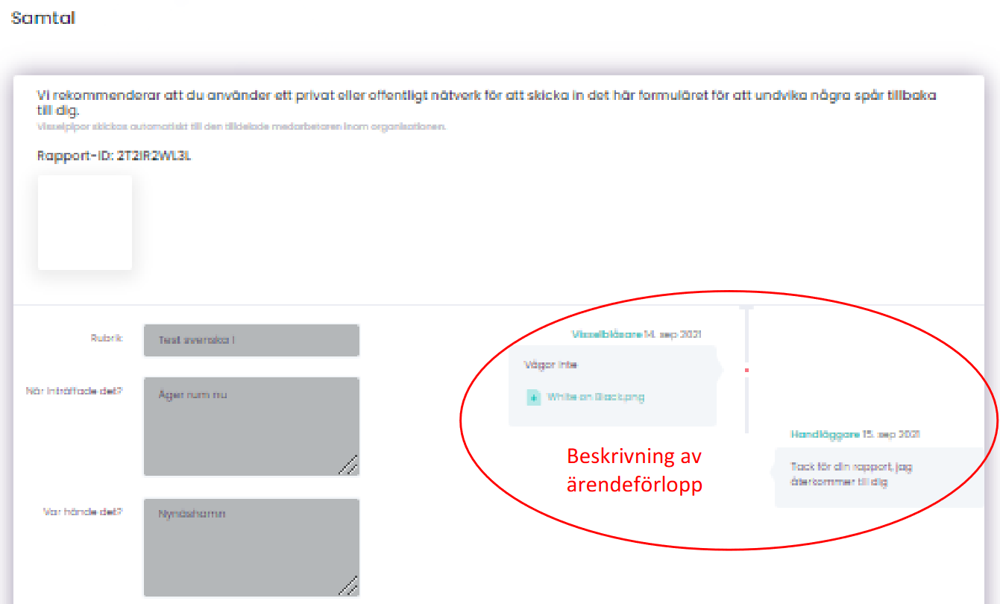 Samtal
Vi rekommenderar att du använder ett privat eller offentligt nätverk för att skicka in det här formuläret för att undvika några spår tillbaka
till dig.
Visselpipor skickas automatiskt till den tilldelade medarbetaren inom organisationen.
Rapport-ID: 2T2IR2WL3L
Rubrik
Test svenska 1
När inträffade det?
Äger rum nu
Var hände det?
Nynäshamn
Visselblåsare 14. sep 2021
Vågar inte
White on Black.png
Beskrivning av
ärendeförlopp
Handläggare 15. sep 2021
Tack för din rapport, jag
återkommer till dig